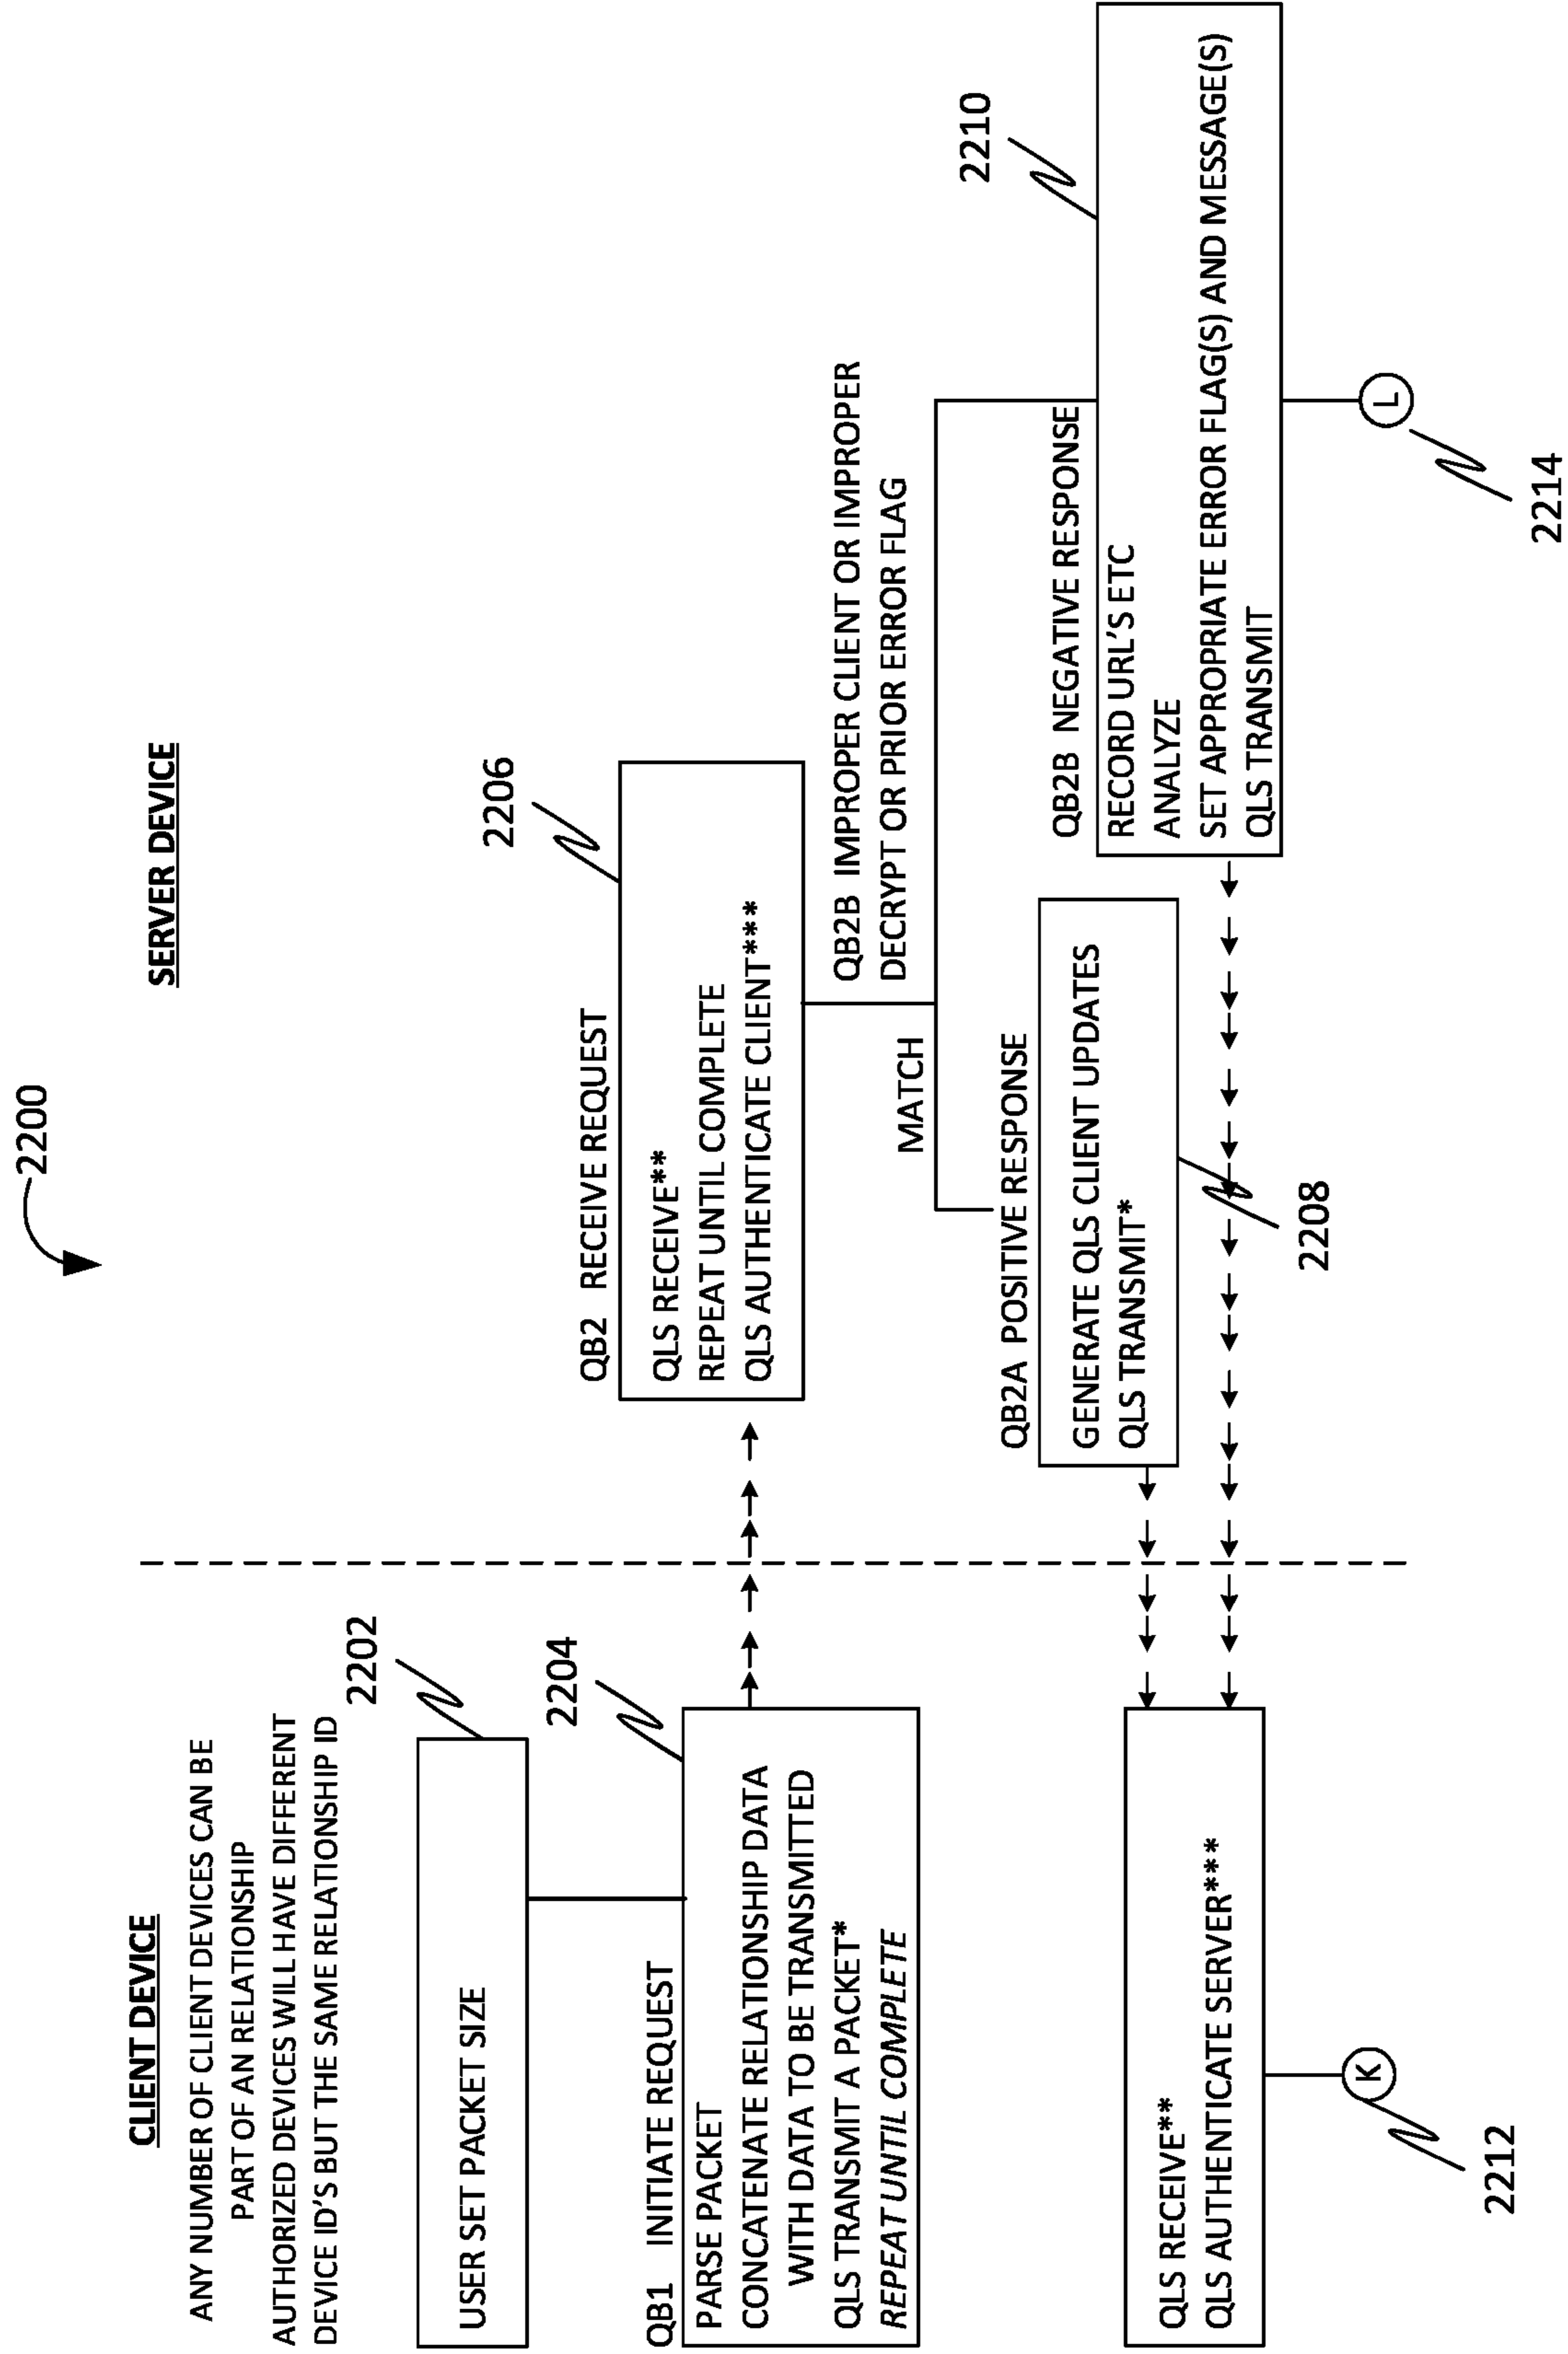 2200
CLIENT DEVICE
ANY NUMBER OF CLIENT DEVICES CAN BE
PART OF AN RELATIONSHIP
AUTHORIZED DEVICES WILL HAVE DIFFERENT
DEVICE ID'S BUT THE SAME RELATIONSHIP ID
2202
USER SET PACKET SIZE
2204
QB1 INITIATE REQUEST
PARSE PACKET
CONCATENATE RELATIONSHIP DATA
WITH DATA TO BE TRANSMITTED
QLS TRANSMIT A PACKET*
REPEAT UNTIL COMPLETE
SERVER DEVICE
2206
QB2 RECEIVE REQUEST
QLS RECEIVE**
REPEAT UNTIL COMPLETE
QLS AUTHENTICATE CLIENT***
MATCH
QB2B IMPROPER CLIENT OR IMPROPER
DECRYPT OR PRIOR ERROR FLAG
QB2A POSITIVE RESPONSE
GENERATE QLS CLIENT UPDATES
QLS TRANSMIT*
2208
2210
QB2B NEGATIVE RESPONSE
RECORD URL'S ETC
ANALYZE
SET APPROPRIATE ERROR FLAG(S) AND MESSAGE(S)
QLS TRANSMIT
L
2214
QLS RECEIVE**
QLS AUTHENTICATE SERVER***
K
2212